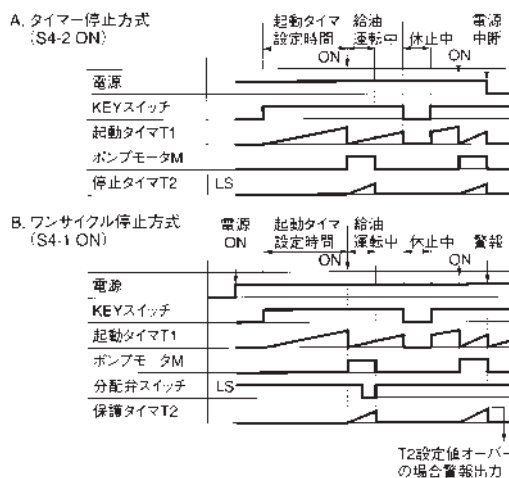 A. タイマー停止方式
(S4-2 ON)
起動タイマ 給油
設定時間 運転中 休止中
電源
中断
ON
ON
電源
KEYスイッチ
起動タイマT1
ポンプモータM
停止タイマT2 LS
B. ワンサイクル停止方式
(S4-1 ON)
電源
ON
起動タイマ 給油
設定時間 運転中 休止中 警報
ON
ON
電源
KEYスイッチ
起動タイマT1
ポンプモータM
分配弁スイッチ LS
保護タイマT2
T2設定値オーバー
の場合警報出力